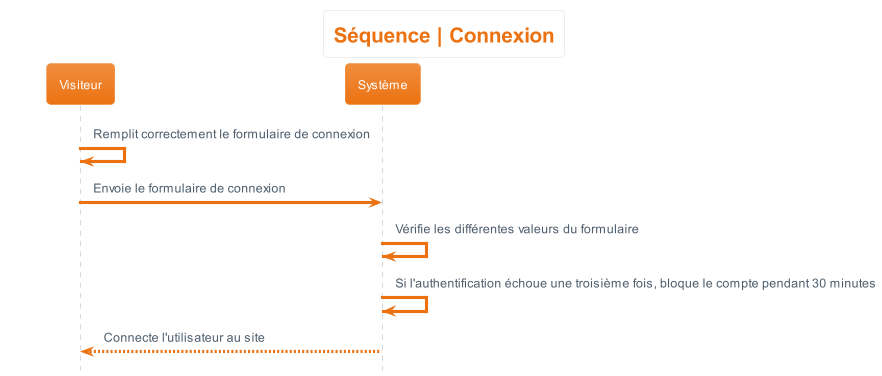 Séquence | Connexion
Visiteur
Système
Remplit correctement le formulaire de connexion
Envoie le formulaire de connexion
Vérifie les différentes valeurs du formulaire
Si l'authentification échoue une troisième fois, bloque le compte pendant 30 minutes
Connecte l'utilisateur au site